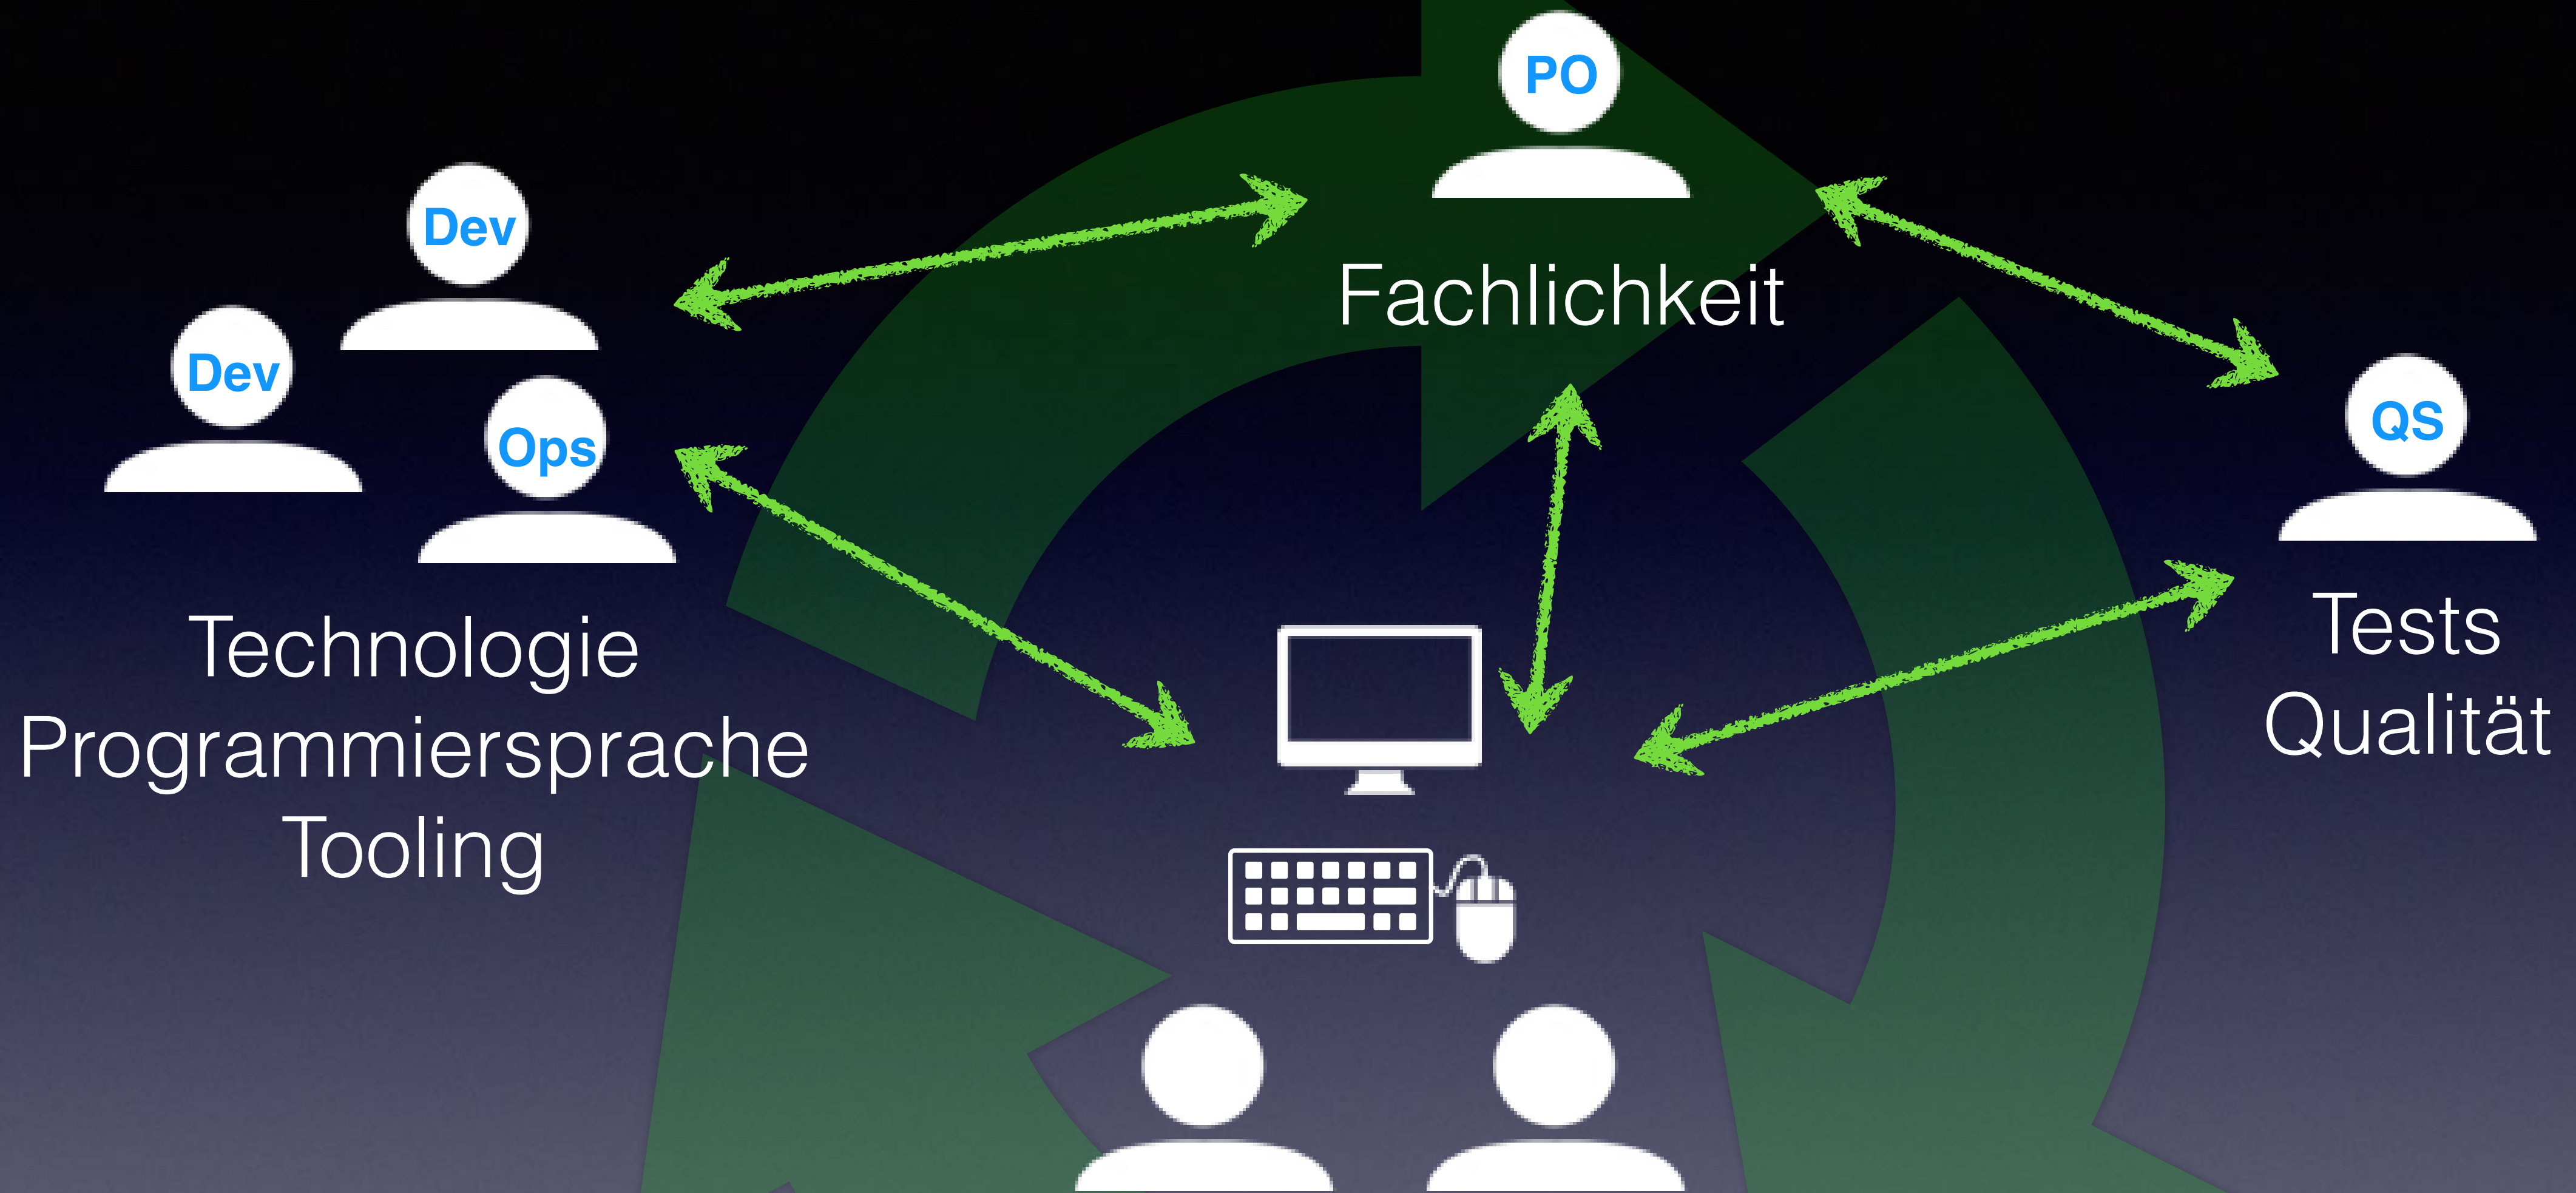 PO
Dev
Dev
Ops
Fachlichkeit
QS
Technologie
Programmiersprache
Tooling
Tests
Qualität